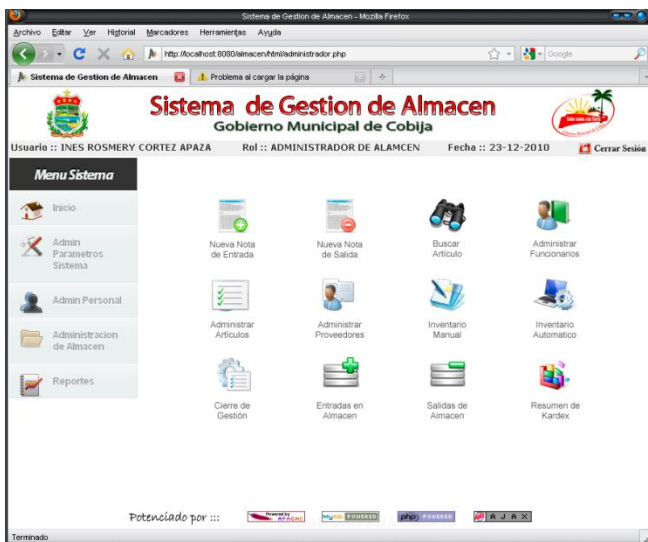 Sistema de Gestion de Almacen - Mozilla Firefox
Archivo Editar Ver Historial Marcadores Herramientas Ayuda
http://localhost:8080/almacen/html/administrador.php
Google
Sistema de Gestion de Almacen
Problema al cargar la página
Sistema de Gestion de Almacen
Gobierno Municipal de Cobija
Usuario :: INES ROSMERY CORTEZ APAZA Rol :: ADMINISTRADOR DE ALAMCEN Fecha :: 23-12-2010 Cerrar Sesión
Menu Sistema
Inicio
Admin
Parametros
Sistema
Admin Personal
Administracion
de Almacen
Reportes
Nueva Nota
de Entrada
Nueva Nota
de Salida
Buscar
Articulo
Administrar
Funcionarios
Administrar
Artículos
Administrar
Proveedores
Inventario
Manual
Inventario
Automatico
Cierre de
Gestión
Entradas en
Almacen
Salidas de
Almacen
Resumen de
Kardex
Potenciado por :::
Powered by
APACHE
MySQL POWERED
php POWERED
AJAX
Terminado